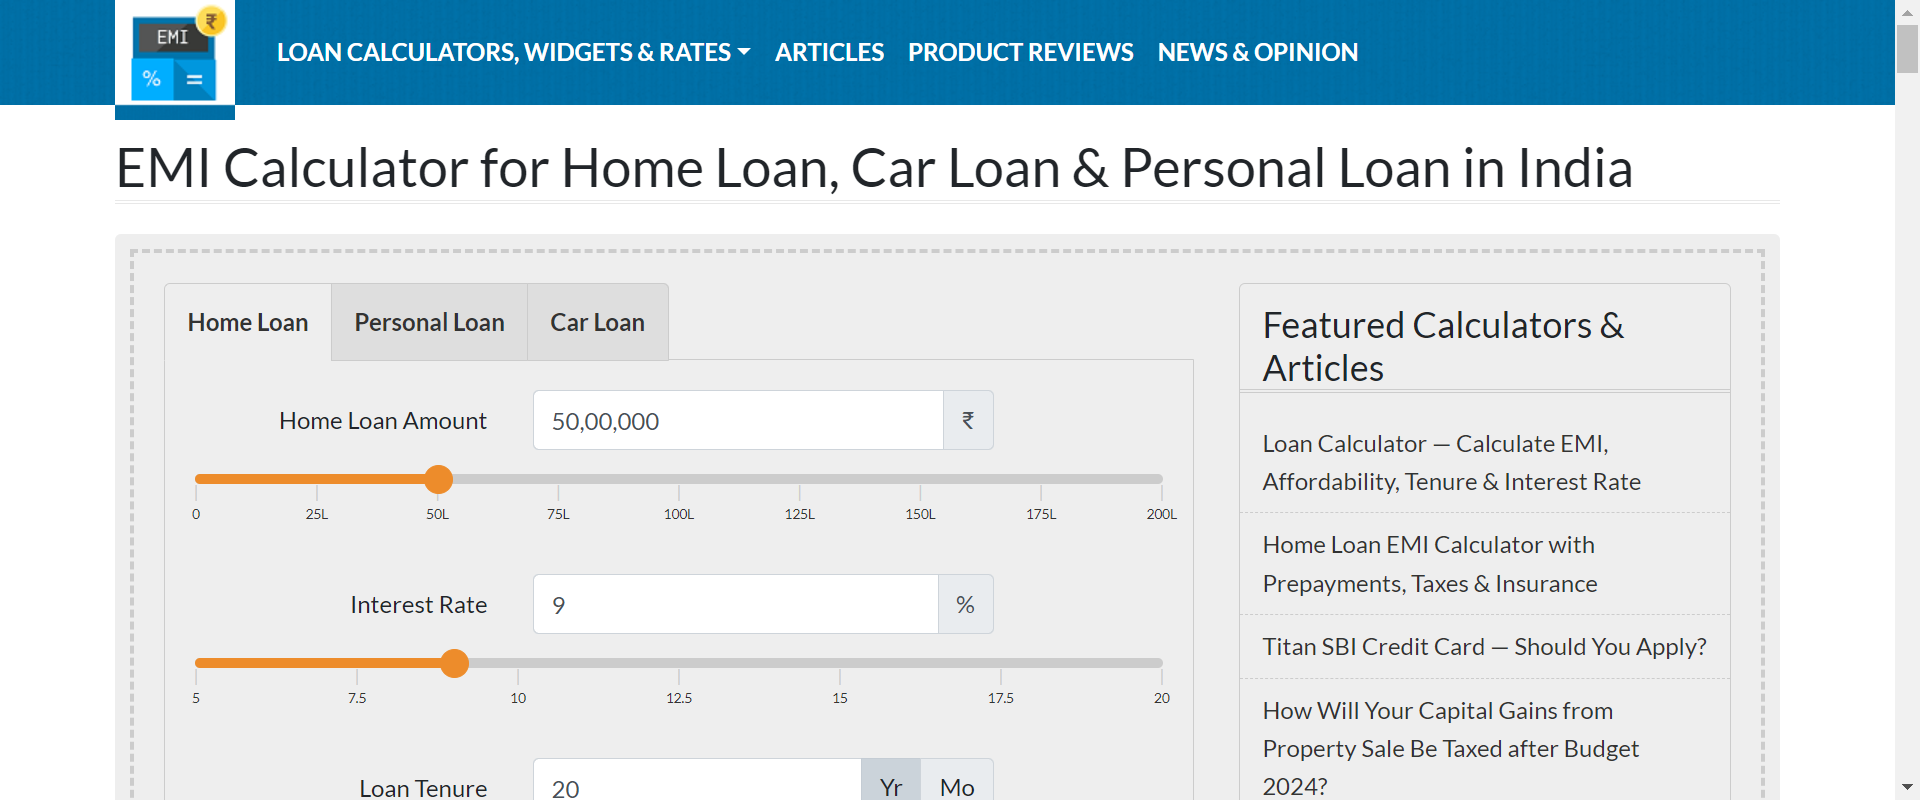 EMI
₹
%
=
LOAN CALCULATORS, WIDGETS & RATES
ARTICLES
PRODUCT REVIEWS
NEWS & OPINION
EMI Calculator for Home Loan, Car Loan & Personal Loan in India
Home Loan
Personal Loan
Car Loan
Home Loan Amount
50,00,000
₹
0
25L
50L
75L
100L
125L
150L
175L
200L
Interest Rate
9
%
5
7.5
10
12.5
15
17.5
20
Loan Tenure
20
Yr
Mo
Featured Calculators &
Articles
Loan Calculator — Calculate EMI,
Affordability, Tenure & Interest Rate
Home Loan EMI Calculator with
Prepayments, Taxes & Insurance
Titan SBI Credit Card — Should You Apply?
How Will Your Capital Gains from
Property Sale Be Taxed after Budget
2024?